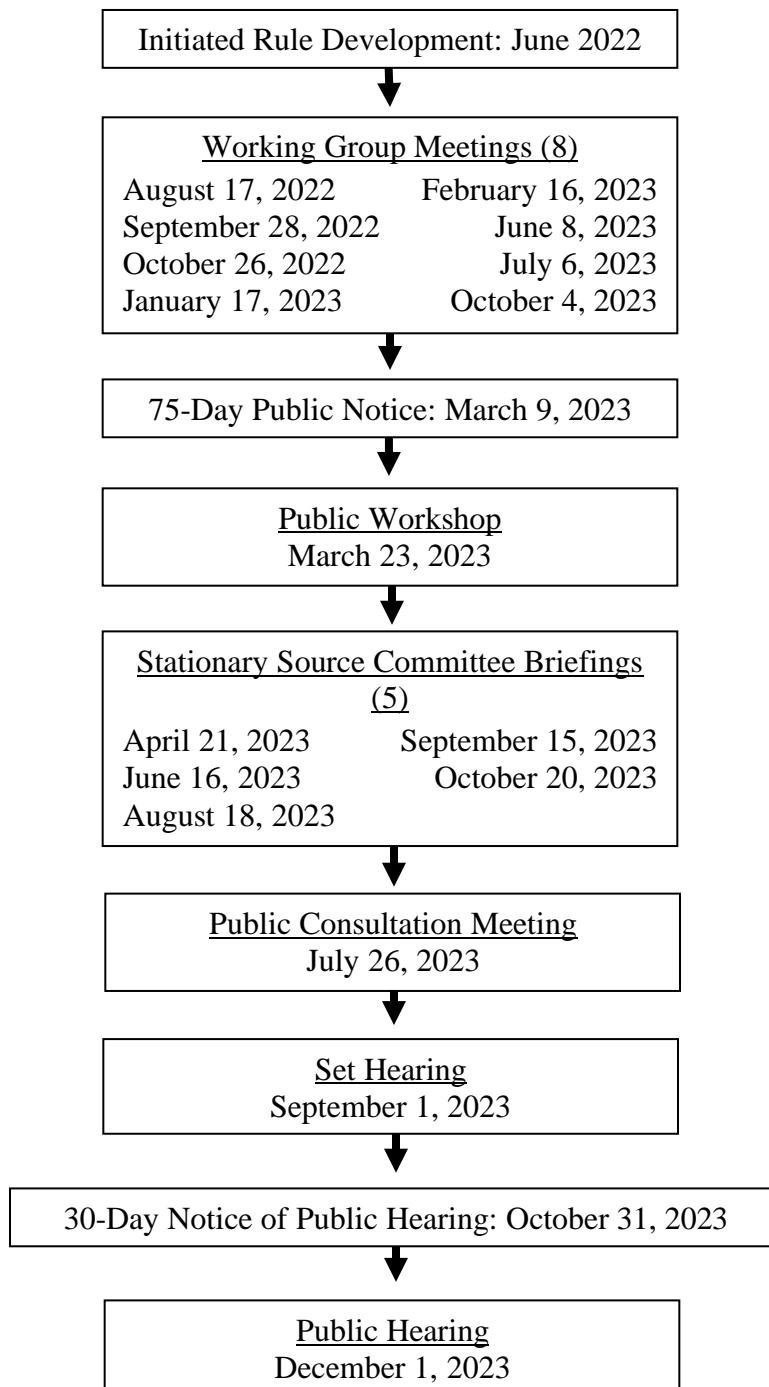 Initiated Rule Development: June 2022
Working Group Meetings (8)
August 17, 2022 February 16, 2023
September 28, 2022 June 8, 2023
October 26, 2022 July 6, 2023
January 17, 2023 October 4, 2023
75-Day Public Notice: March 9, 2023
Public Workshop
March 23, 2023
Stationary Source Committee Briefings
(5)
April 21, 2023 September 15, 2023
June 16, 2023 October 20, 2023
August 18, 2023
Public Consultation Meeting
July 26, 2023
Set Hearing
September 1, 2023
30-Day Notice of Public Hearing: October 31, 2023
Public Hearing
December 1, 2023